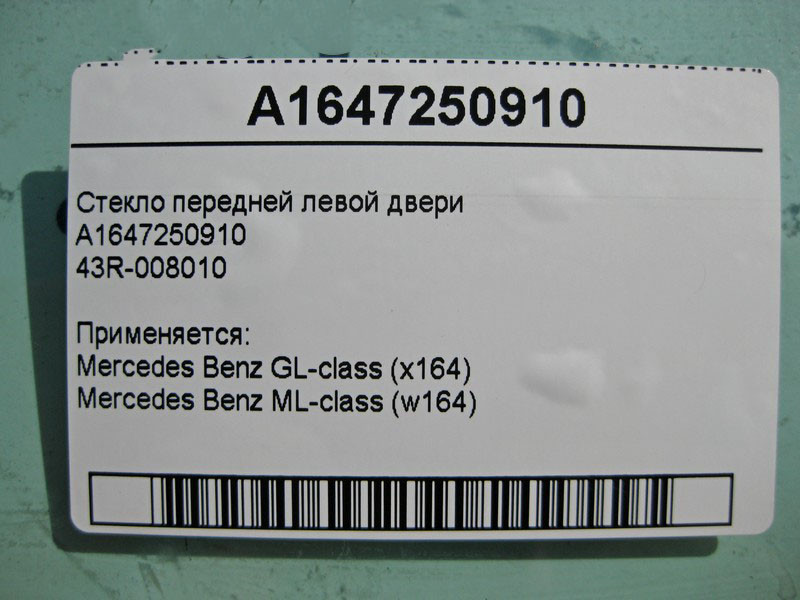 A1647250910
Стекло передней левой двери
A1647250910
43R-008010
Применяется:
Mercedes Benz GL-class (x164)
Mercedes Benz ML-class (w164)